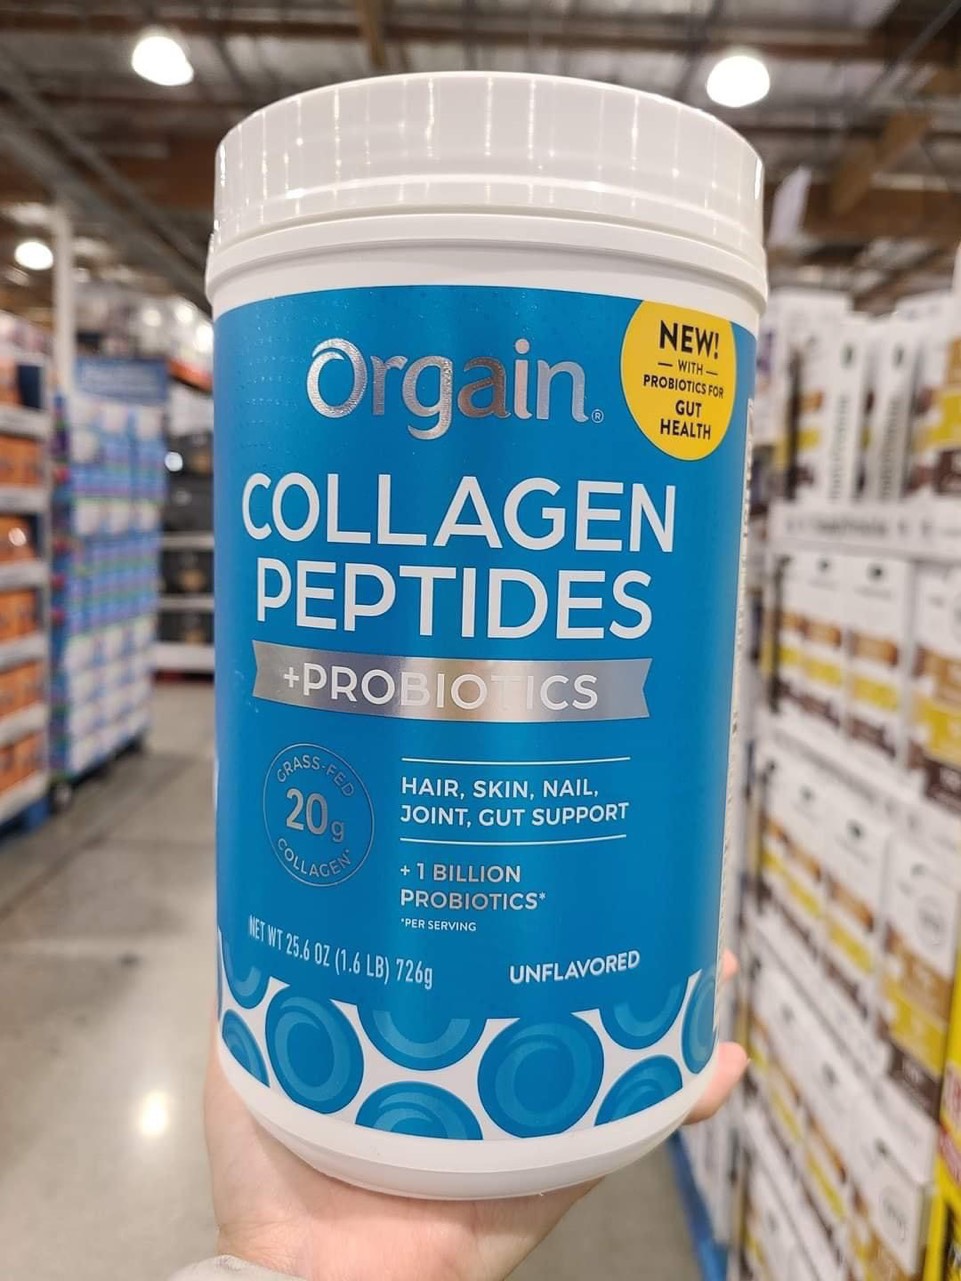 Orgain®
NEW!
WITH
PROBIOTICS FOR
GUT
HEALTH
COLLAGEN
PEPTIDES
+PROBIOTICS
GRASS-FED
20g
COLLAGEN*
HAIR, SKIN, NAIL,
JOINT, GUT SUPPORT
+ 1 BILLION
PROBIOTICS*
*PER SERVING
NET WT 25.6 OZ (1.6 LB) 726g
UNFLAVORED